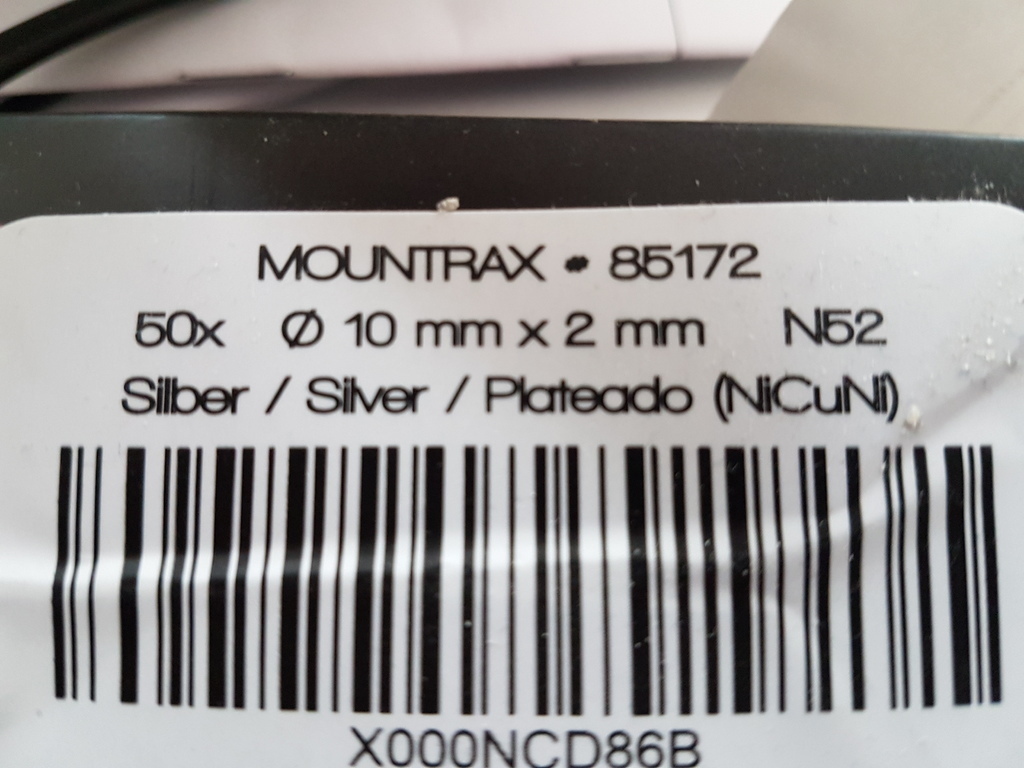 MOUNTRAX • 85172
50x Ø 10 mm x 2 mm N52
Silber / Silver / Plateado (NiCuNi)
X000NCD86B